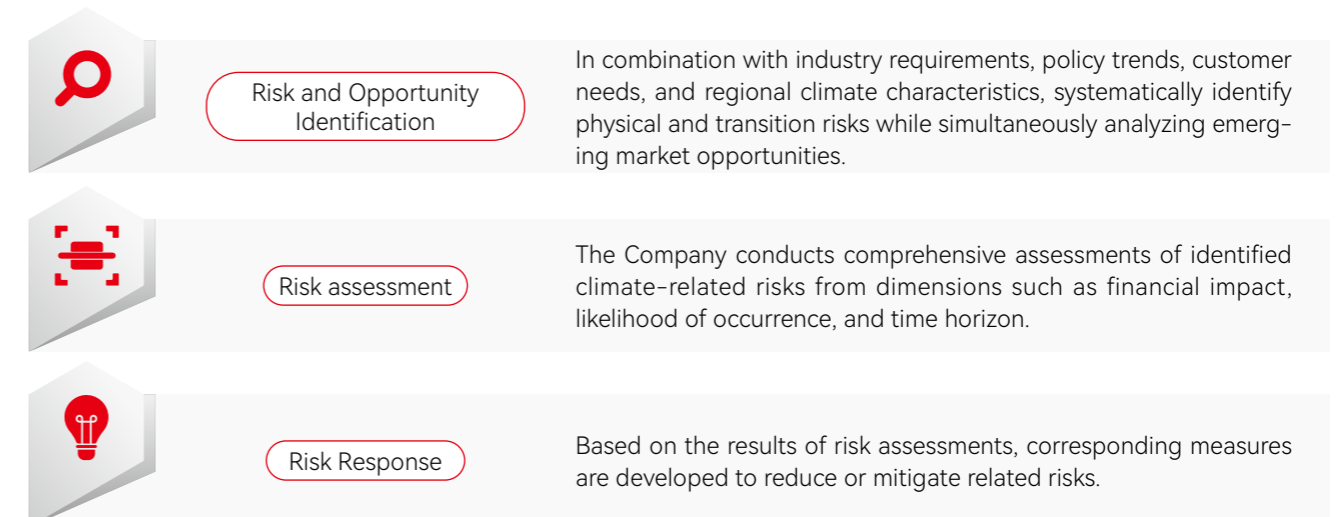 Risk and Opportunity
Identification
In combination with industry requirements, policy trends, customer
needs, and regional climate characteristics, systematically identify
physical and transition risks while simultaneously analyzing emerg-
ing market opportunities.
Risk assessment
The Company conducts comprehensive assessments of identified
climate-related risks from dimensions such as financial impact,
likelihood of occurrence, and time horizon.
Risk Response
Based on the results of risk assessments, corresponding measures
are developed to reduce or mitigate related risks.